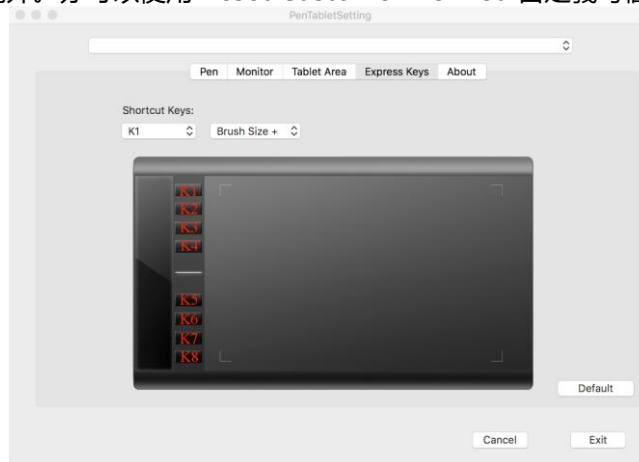 PenTabletSetting
Pen Monitor Tablet Area Express Keys About
Shortcut Keys:
K1 Brush Size +
K1
K2
K3
K4
K5
K6
K7
K8
Default
Cancel Exit